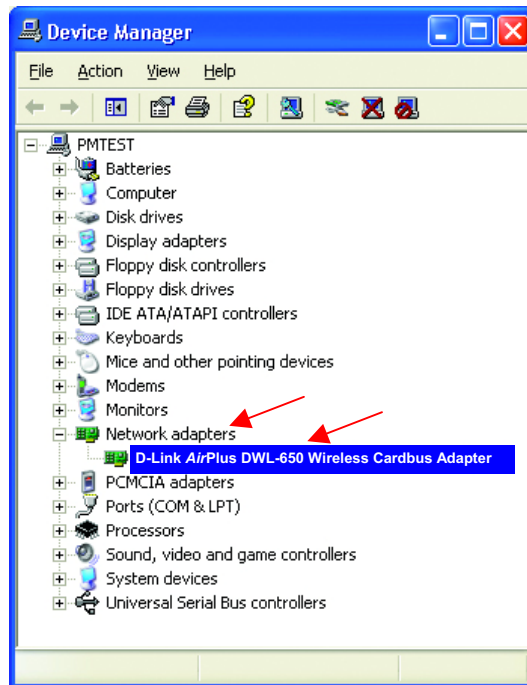 Device Manager
File Action View Help
PMTEST
Batteries
Computer
Disk drives
Display adapters
Floppy disk controllers
Floppy disk drives
IDE ATA/ATAPI controllers
Keyboards
Mice and other pointing devices
Modems
Monitors
Network adapters
D-Link AirPlus DWL-650 Wireless Cardbus Adapter
PCMCIA adapters
Ports (COM & LPT)
Processors
Sound, video and game controllers
System devices
Universal Serial Bus controllers